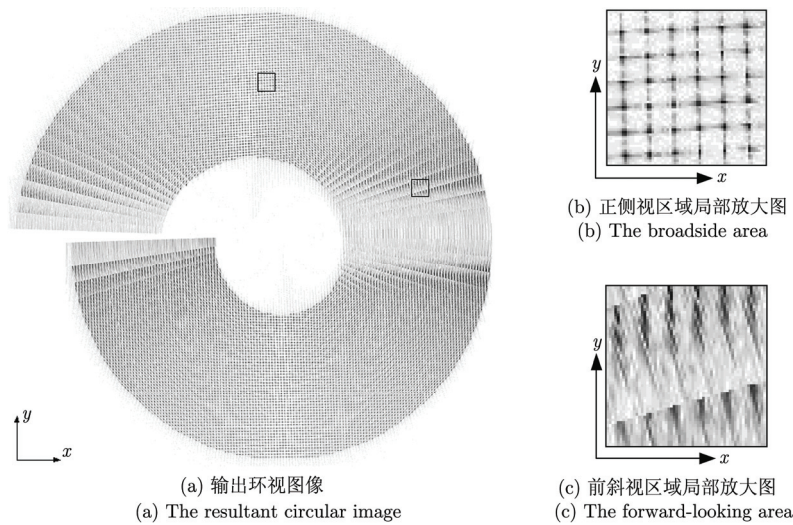 y
x
(a) 输出环视图像
(a) The resultant circular image
y
x
(b) 正侧视区域局部放大图
(b) The broadside area
y
x
(c) 前斜视区域局部放大图
(c) The forward-looking area